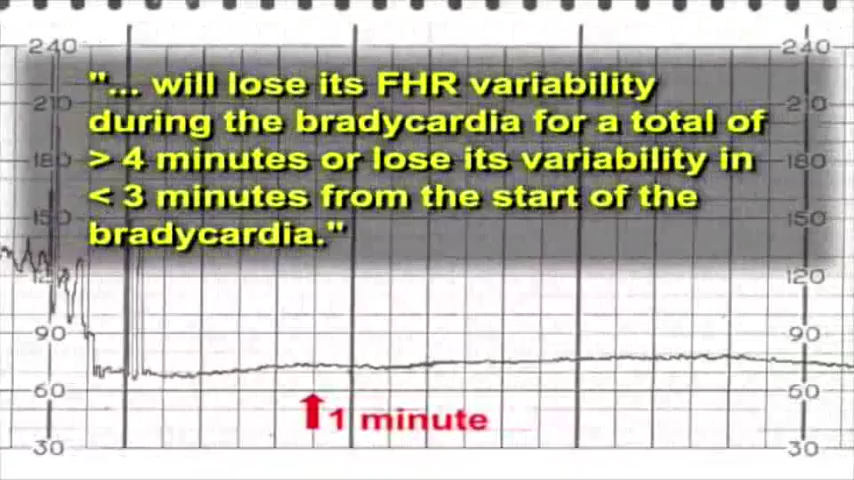 240 240
"... will lose its FHR variability
210 210
during the bradycardia for a total of
180 180
> 4 minutes or lose its variability in
< 3 minutes from the start of the
150 150
bradycardia."
120 120
90 90
60 60
1 minute
30 30